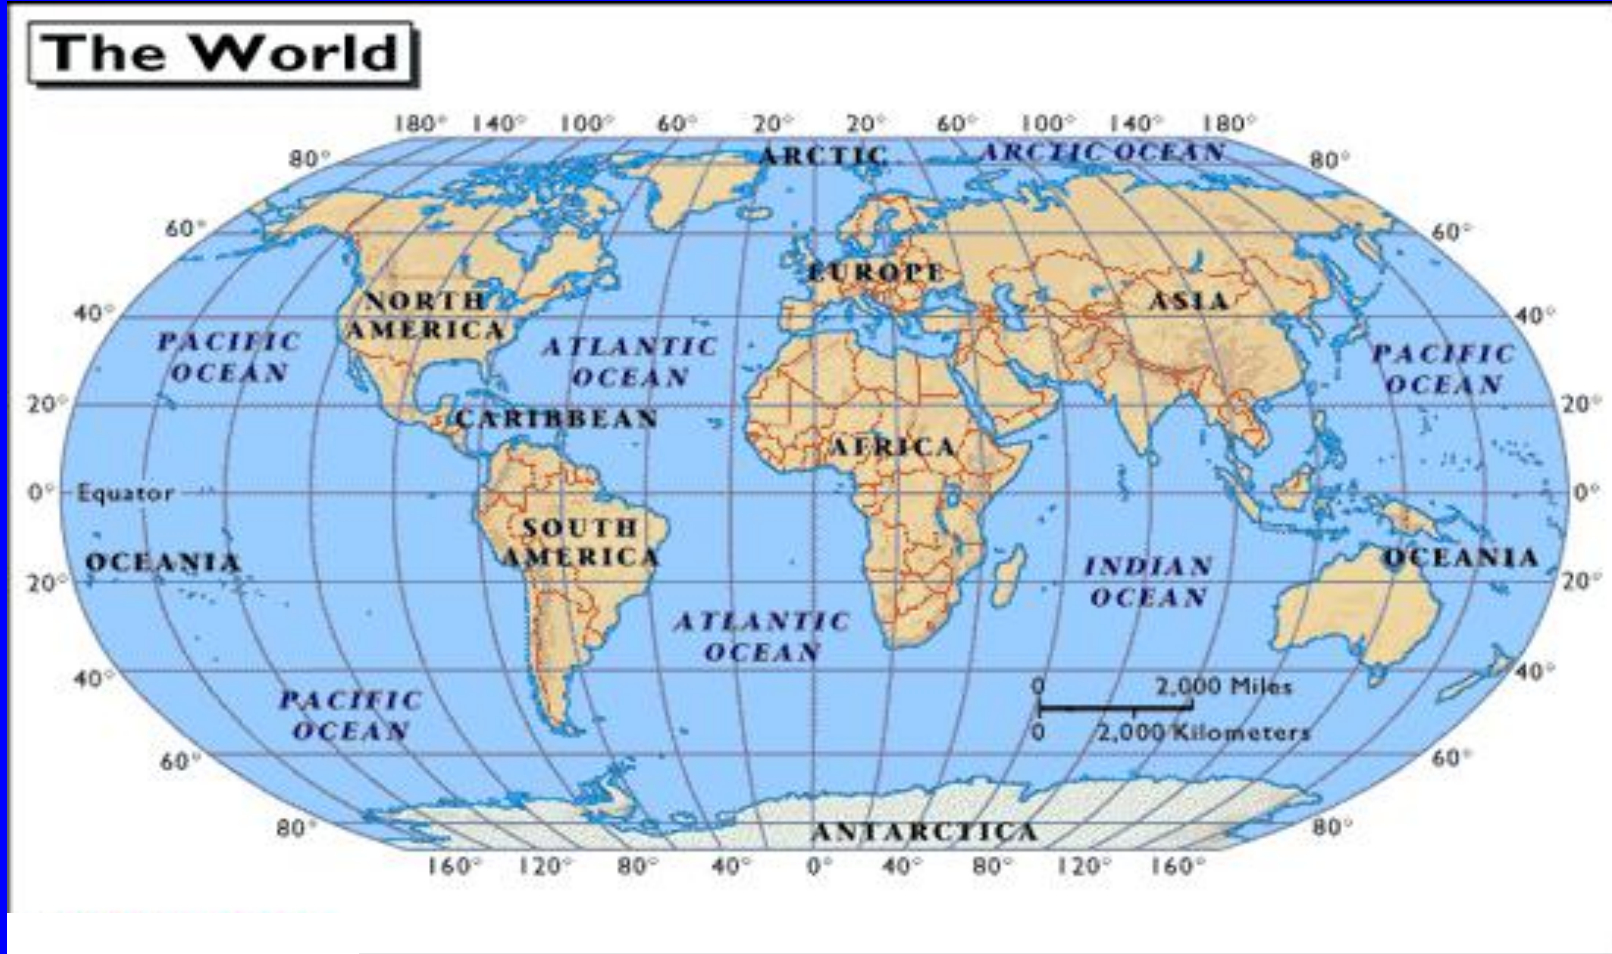 The World
180° 140° 100° 60° 20° 20° 60° 100° 140° 180°
80° ARCTIC ARCTIC OCEAN 80°
60° 60°
EUROPE
NORTH ASIA
AMERICA
40° 40°
PACIFIC ATLANTIC PACIFIC
OCEAN OCEAN OCEAN
20° 20°
CARIBBEAN
AFRICA
0° Equator 0°
SOUTH
AMERICA
OCEANIA OCEANIA
INDIAN
OCEAN
20° 20°
ATLANTIC
OCEAN
40° 40°
0 2,000 Miles
PACIFIC
OCEAN
0 2,000 Kilometers
60° 60°
80° ANTARCTICA 80°
160° 120° 80° 40° 0° 40° 80° 120° 160°